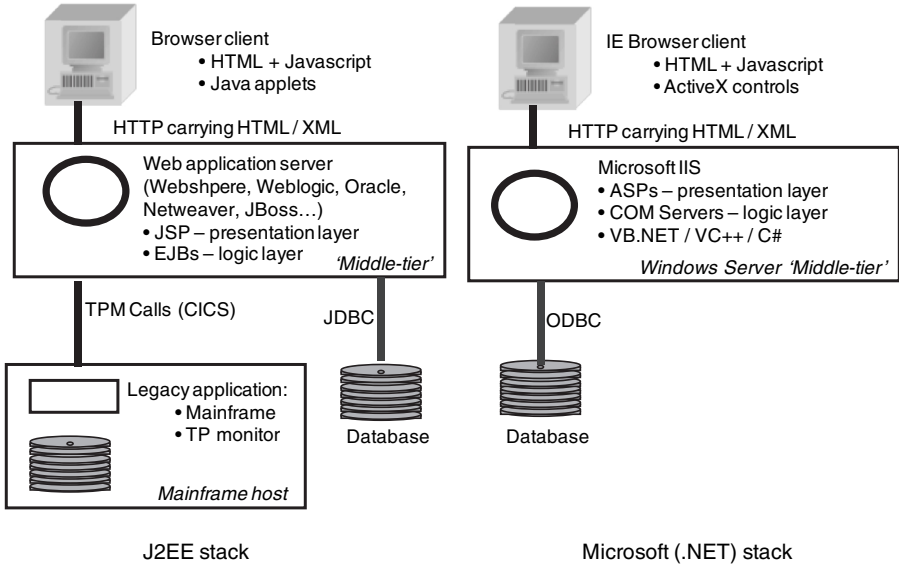 Browser client
• HTML + Javascript
• Java applets
HTTP carrying HTML / XML
Web application server
(Webshpere, Weblogic, Oracle,
Netweaver, JBoss…)
• JSP – presentation layer
• EJBs – logic layer
‘Middle-tier’
TPM Calls (CICS)
JDBC
Legacy application:
• Mainframe
• TP monitor
Mainframe host
Database
J2EE stack
IE Browser client
• HTML + Javascript
• ActiveX controls
HTTP carrying HTML / XML
Microsoft IIS
• ASPs – presentation layer
• COM Servers – logic layer
• VB.NET / VC++ / C#
Windows Server ‘Middle-tier’
ODBC
Database
Microsoft (.NET) stack